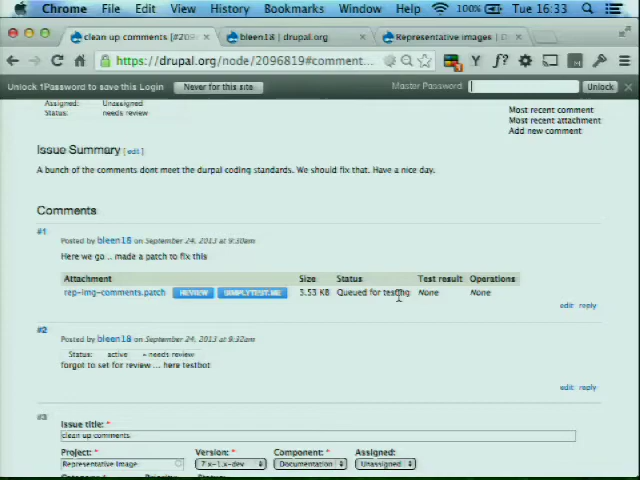 Chrome File Edit View History Bookmarks Window 100% Tue 16:33
clean up comments [#209 bleen18 | drupal.org Representative images | D
https://drupal.org/node/2096819#comment...
Unlock 1Password to save this Login Never for this site Master Password: Unlock
Assigned: Unassigned
Status: needs review
Most recent comment
Most recent attachment
Add new comment
Issue Summary [ edit ]
A bunch of the comments dont meet the durpal coding standards. We should fix that. Have a nice day.
Comments
#1
Posted by bleen18 on September 24, 2013 at 9:30am
Here we go .. made a patch to fix this
Attachment Size Status Test result Operations
rep-img-comments.patch REVIEW SIMPLYTEST.ME 3.53 KB Queued for testing None None
edit reply
#2
Posted by bleen18 on September 24, 2013 at 9:32am
Status: active » needs review
forgot to set for review ... here testbot
edit reply
#3
Issue title: *
clean up comments
Project: * Version: * Component: * Assigned:
Representative Image 7.x-1.x-dev Documentation Unassigned